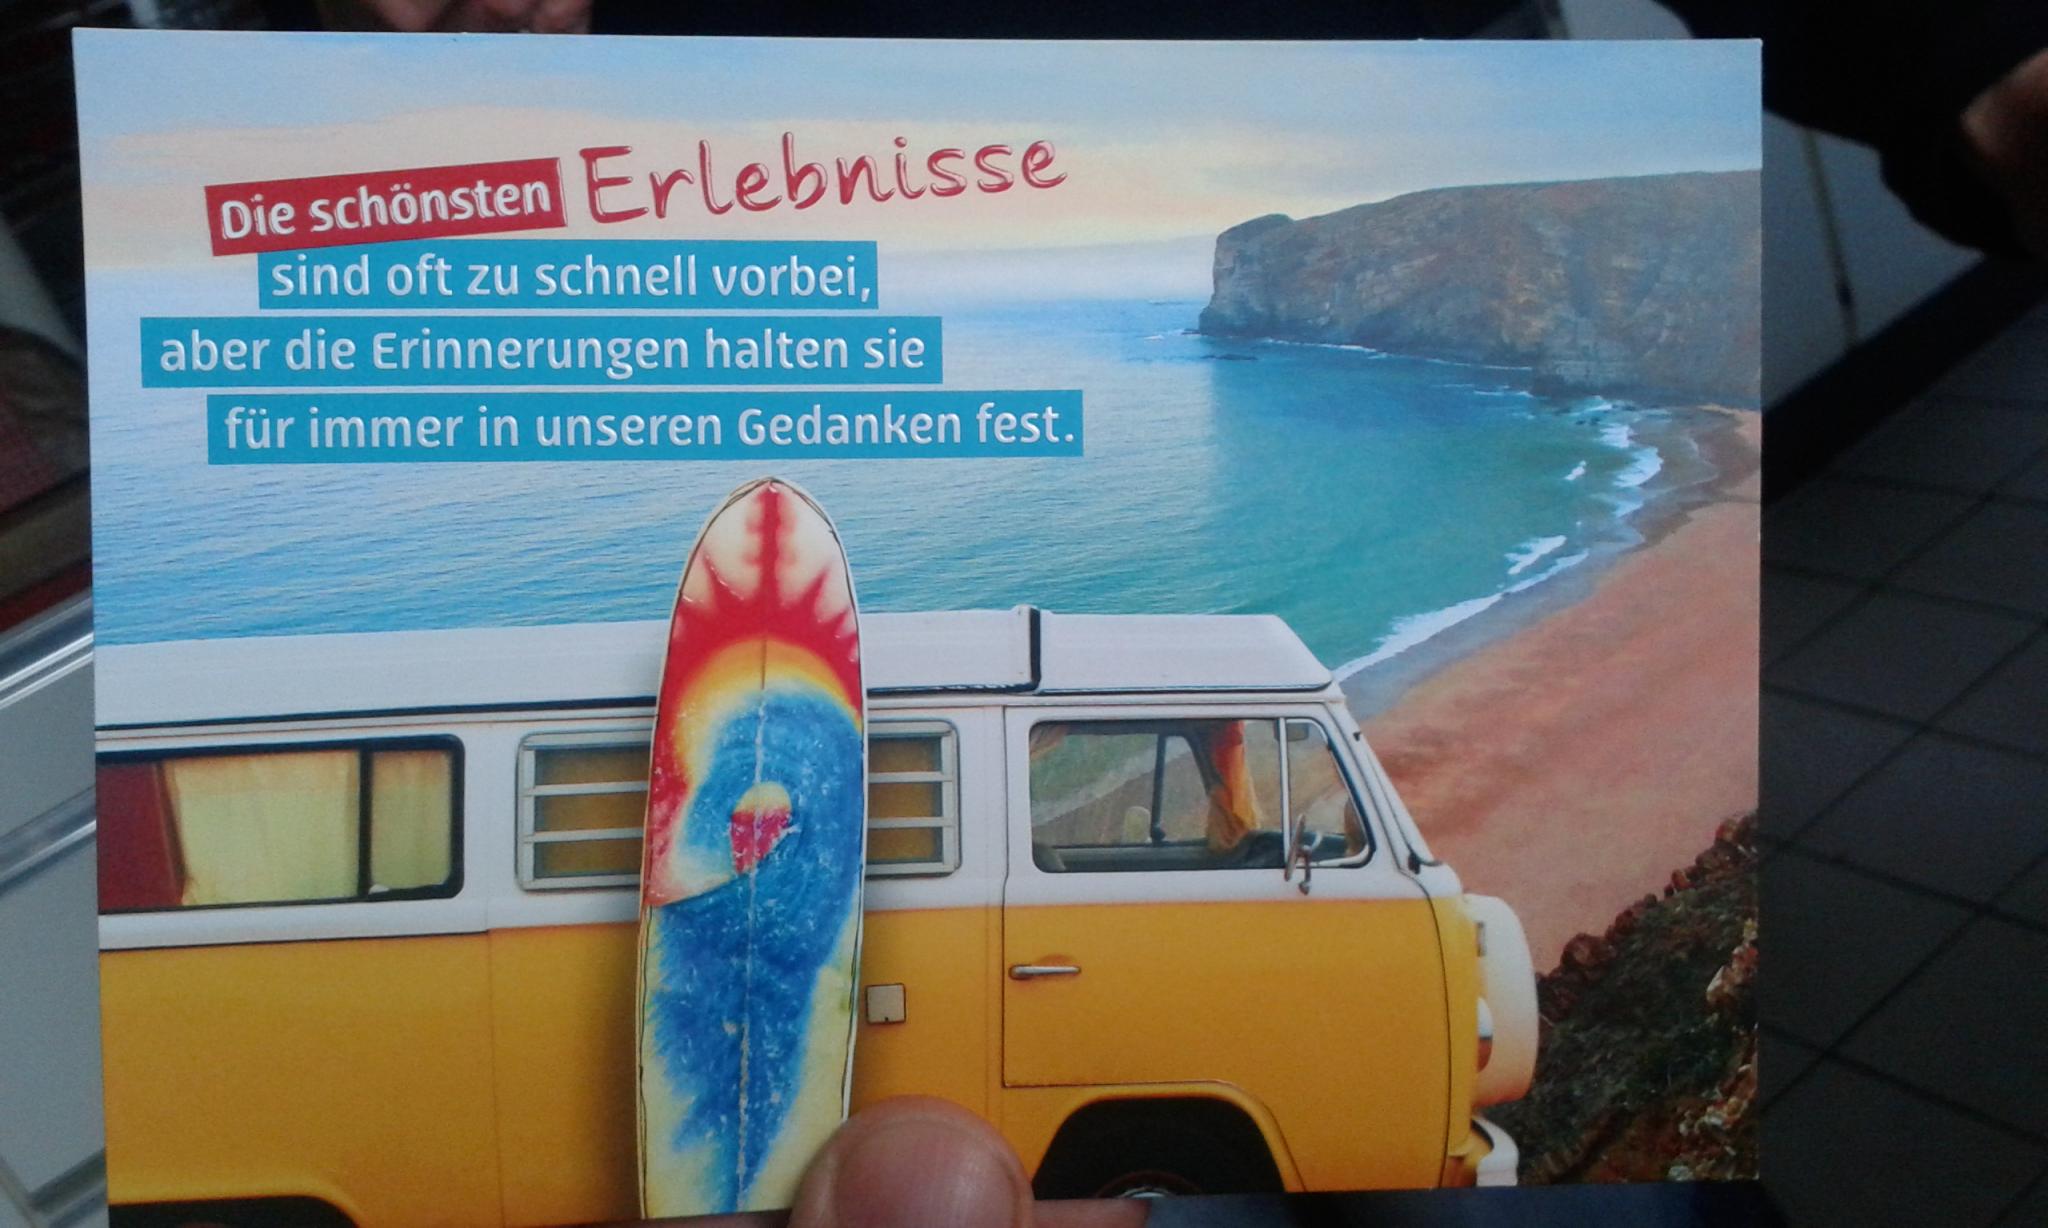 Die schönsten Erlebnisse
sind oft zu schnell vorbei,
aber die Erinnerungen halten sie
für immer in unseren Gedanken fest.